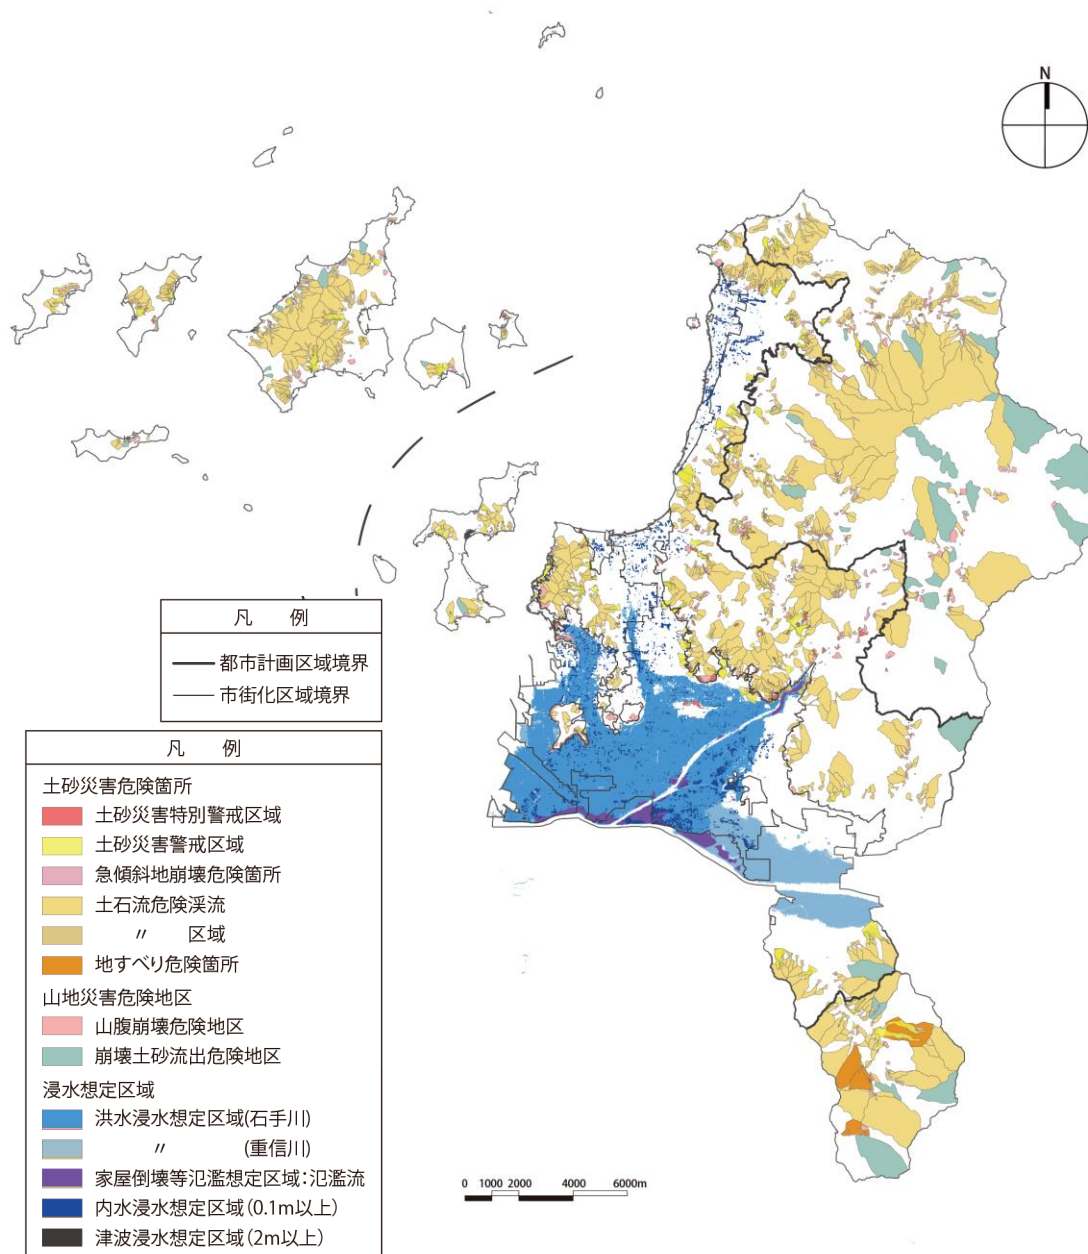 N
凡 例
都市計画区域境界
市街化区域境界
凡 例
土砂災害危険箇所
土砂災害特別警戒区域
土砂災害警戒区域
急傾斜地崩壊危険箇所
土石流危険渓流
〃 区域
地すべり危険箇所
山地災害危険地区
山腹崩壊危険地区
崩壊土砂流出危険地区
浸水想定区域
洪水浸水想定区域(石手川)
〃 (重信川)
家屋倒壊等氾濫想定区域:氾濫流
内水浸水想定区域(0.1m以上)
津波浸水想定区域(2m以上)
0 1000 2000 4000 6000m